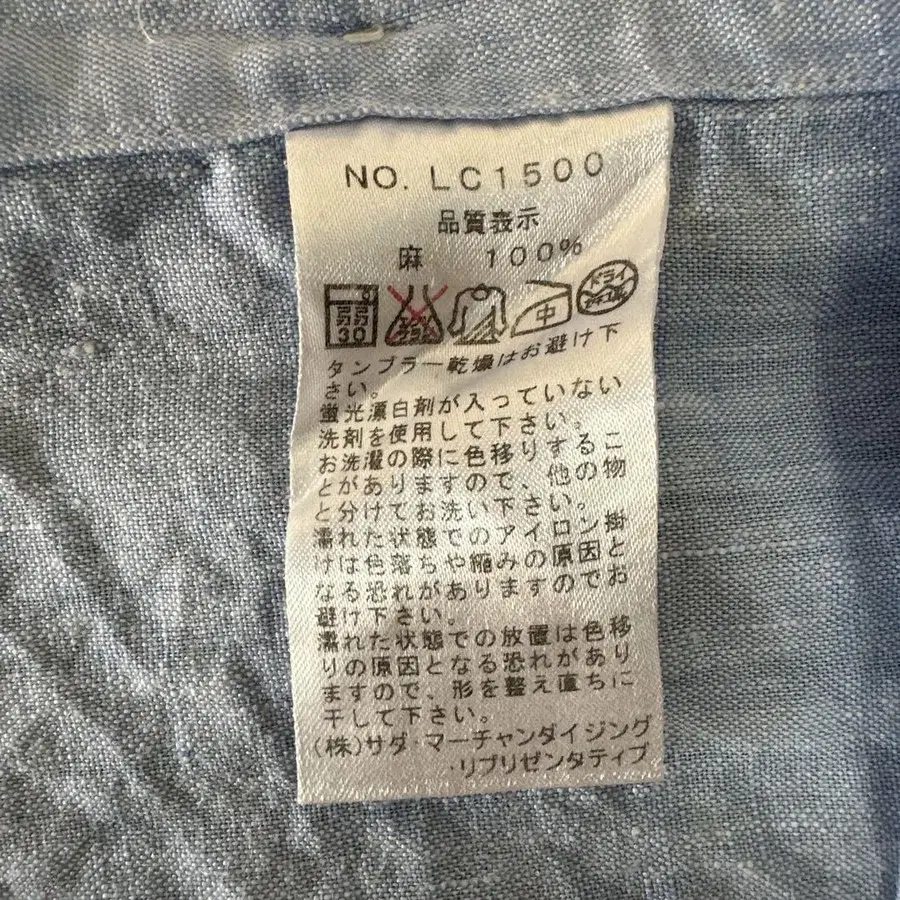 NO. LC1500
品質表示
麻 100%
30 中 ドライ
タンブラー乾燥はお避け下
さい。
蛍光漂白剤が入っていない
洗剤を使用して下さい。
お洗濯の際に色移りするこ
とがありますので、他の物
と分けてお洗い下さい。
濡れた状態でのアイロン掛
けは色落ちや縮みの原因と
なる恐れがありますのでお
避け下さい。
濡れた状態での放置は色移
りの原因となる恐れがあり
ますので、形を整え直ちに
干して下さい。
(株)サダ・マーチャンダイジング
・リプリゼンタティブ